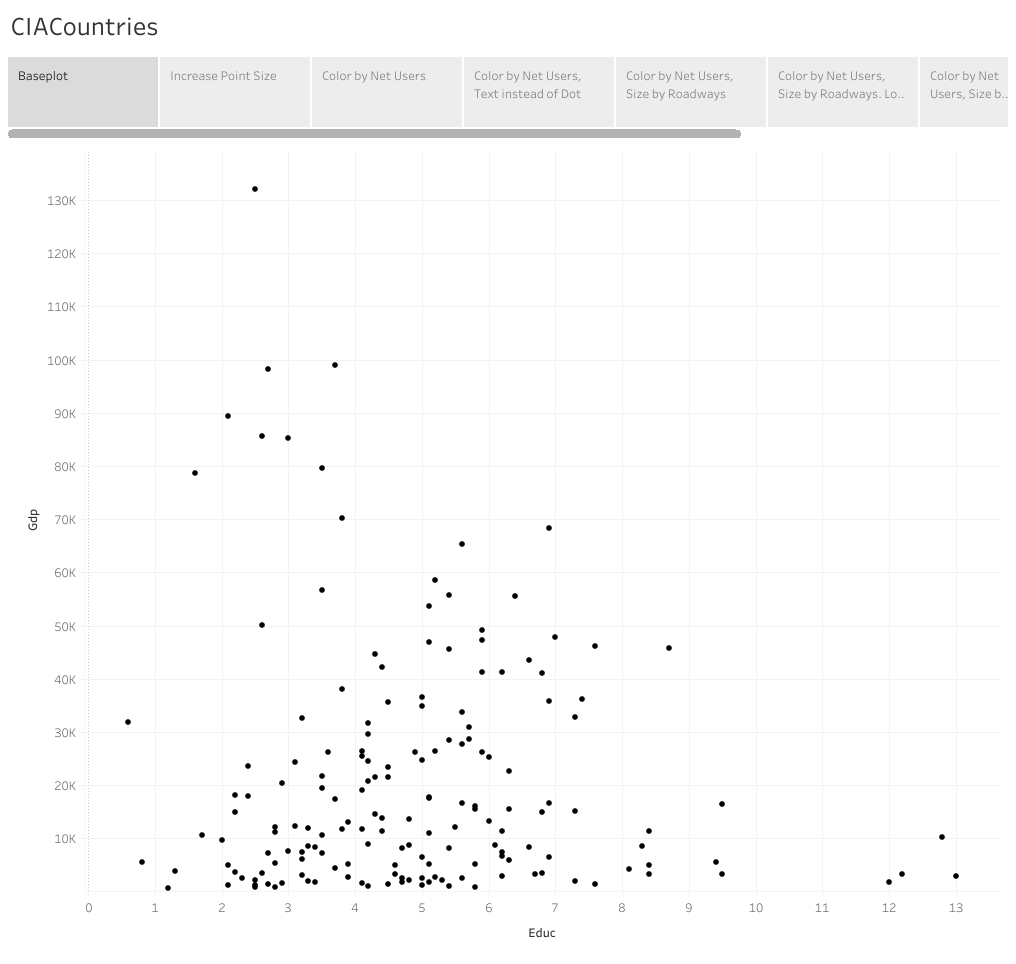 CIACountries
Baseplot
Increase Point Size
Color by Net Users
Color by Net Users,
Text instead of Dot
Color by Net Users,
Size by Roadways
Color by Net Users,
Size by Roadways. Lo..
Color by Net
Users, Size b..
130K
120K
110K
100K
90K
80K
70K
60K
50K
40K
30K
20K
10K
Gdp
0 1 2 3 4 5 6 7 8 9 10 11 12 13
Educ